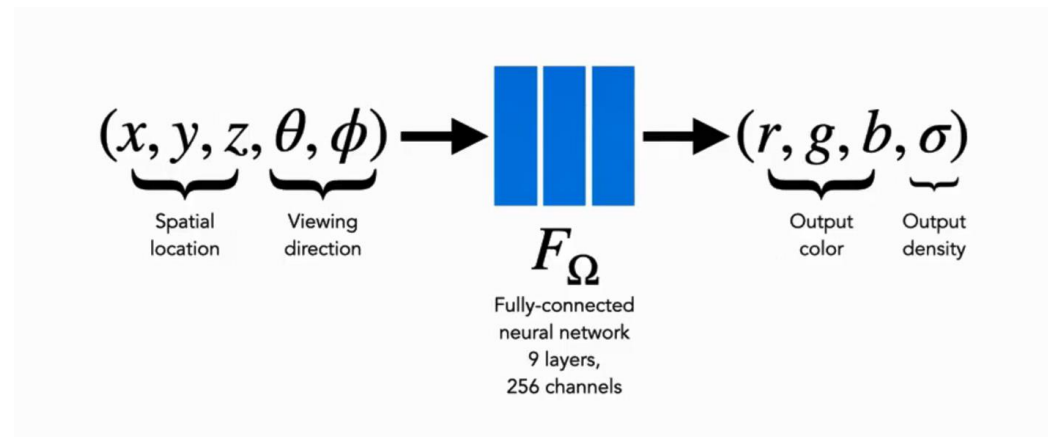 (x, y, z, θ, ϕ)
Spatial
location
Viewing
direction
F_Ω
Fully-connected
neural network
9 layers,
256 channels
(r, g, b, σ)
Output
color
Output
density